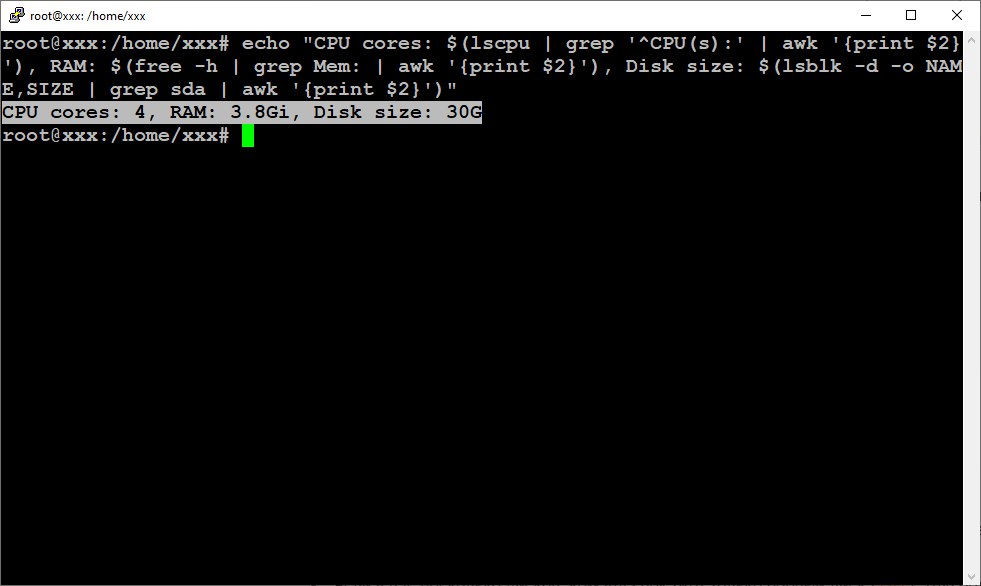 root@xxx: /home/xxx
root@xxx:/home/xxx# echo "CPU cores: $(lscpu | grep '^CPU(s):' | awk '{print $2}
'), RAM: $(free -h | grep Mem: | awk '{print $2}'), Disk size: $(lsblk -d -o NAM
E,SIZE | grep sda | awk '{print $2}')"
CPU cores: 4, RAM: 3.8Gi, Disk size: 30G
root@xxx:/home/xxx#